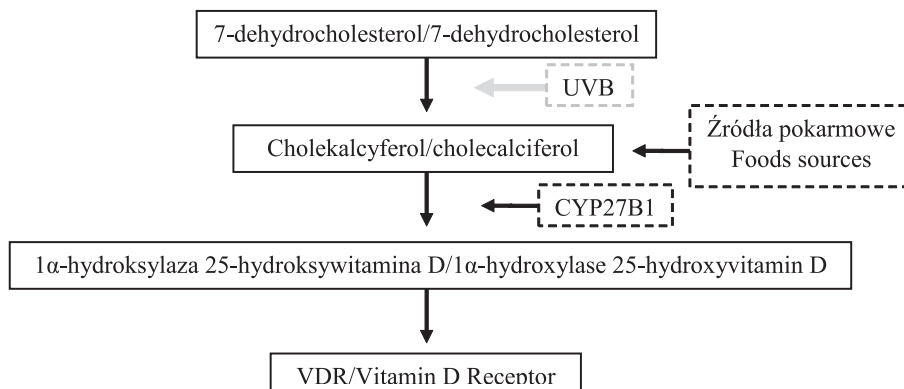 7-dehydrocholesterol/7-dehydrocholesterol
UVB
Cholekalcyferol/cholecalciferol
Źródła pokarmowe
Foods sources
CYP27B1
1α-hydroksylaza 25-hydroksywitamina D/1α-hydroxylase 25-hydroxyvitamin D
VDR/Vitamin D Receptor